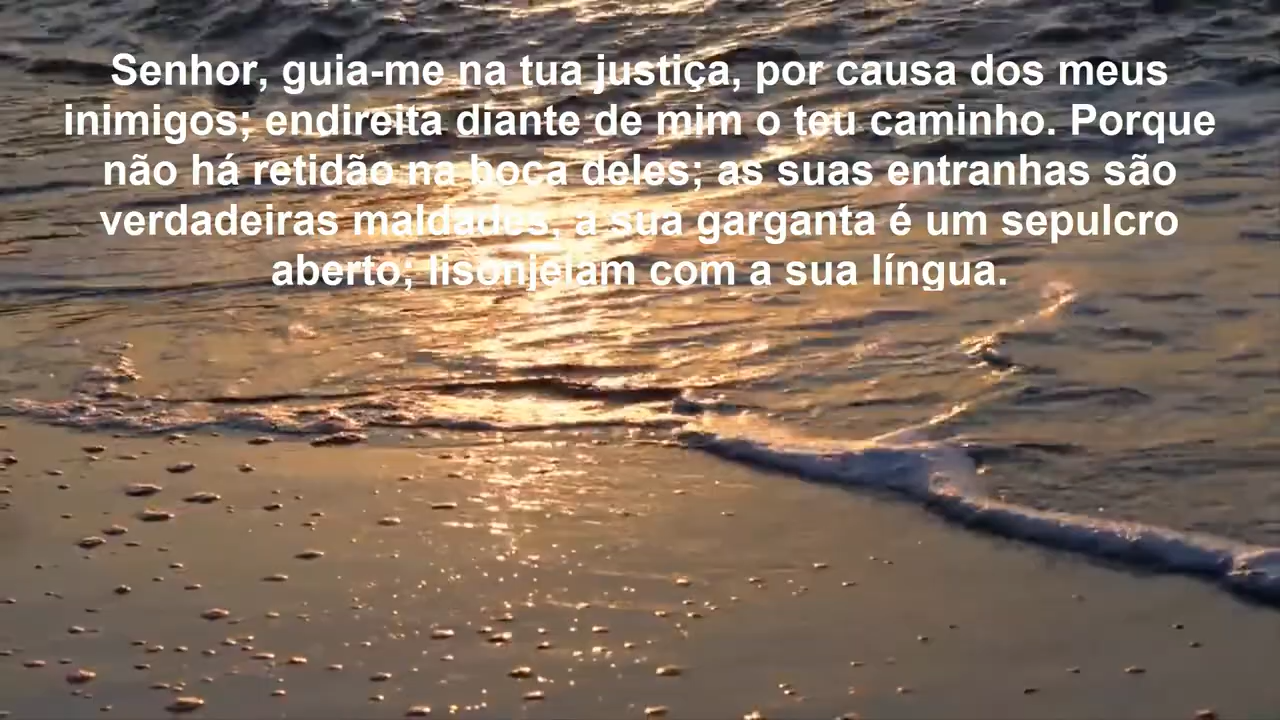 Senhor, guia-me na tua justiça, por causa dos meus
inimigos; endireita diante de mim o teu caminho. Porque
não há retidão na boca deles; as suas entranhas são
verdadeiras maldades, a sua garganta é um sepulcro
aberto; lisonjeiam com a sua língua.